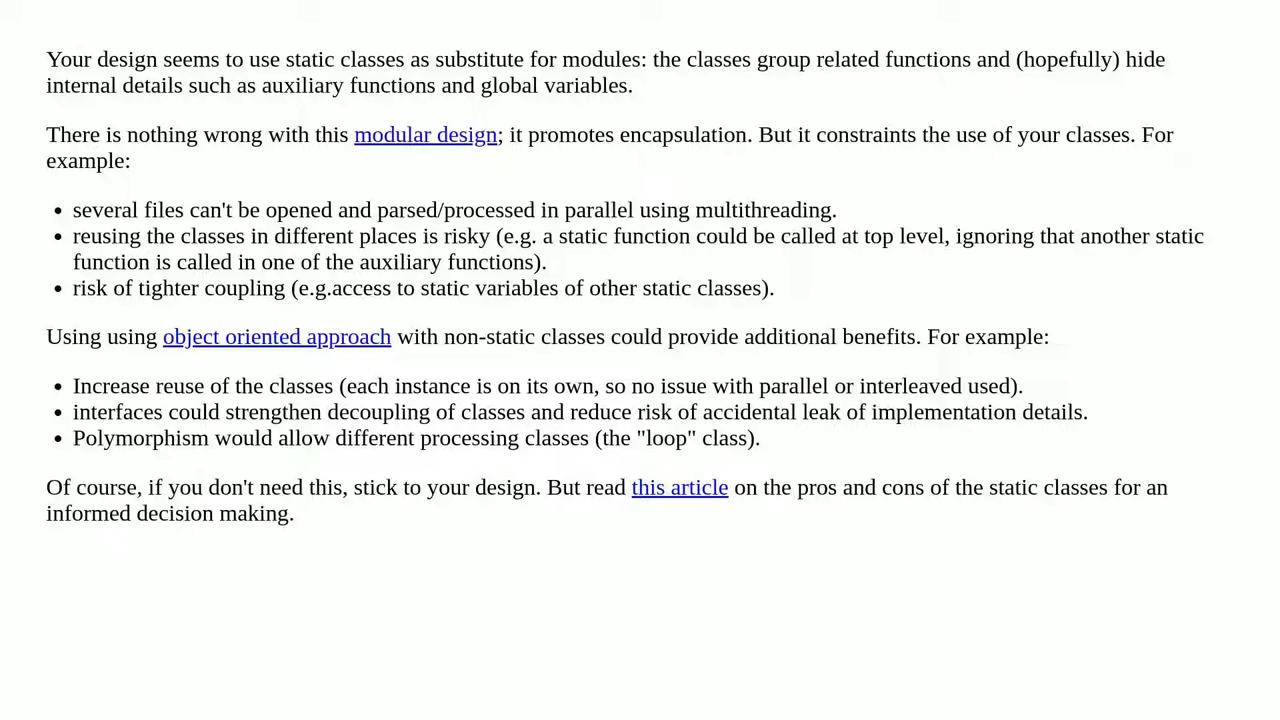 Your design seems to use static classes as substitute for modules: the classes group related functions and (hopefully) hide
internal details such as auxiliary functions and global variables.
There is nothing wrong with this modular design; it promotes encapsulation. But it constraints the use of your classes. For
example:
• several files can't be opened and parsed/processed in parallel using multithreading.
• reusing the classes in different places is risky (e.g. a static function could be called at top level, ignoring that another static
function is called in one of the auxiliary functions).
• risk of tighter coupling (e.g.access to static variables of other static classes).
Using using object oriented approach with non-static classes could provide additional benefits. For example:
• Increase reuse of the classes (each instance is on its own, so no issue with parallel or interleaved used).
• interfaces could strengthen decoupling of classes and reduce risk of accidental leak of implementation details.
• Polymorphism would allow different processing classes (the "loop" class).
Of course, if you don't need this, stick to your design. But read this article on the pros and cons of the static classes for an
informed decision making.